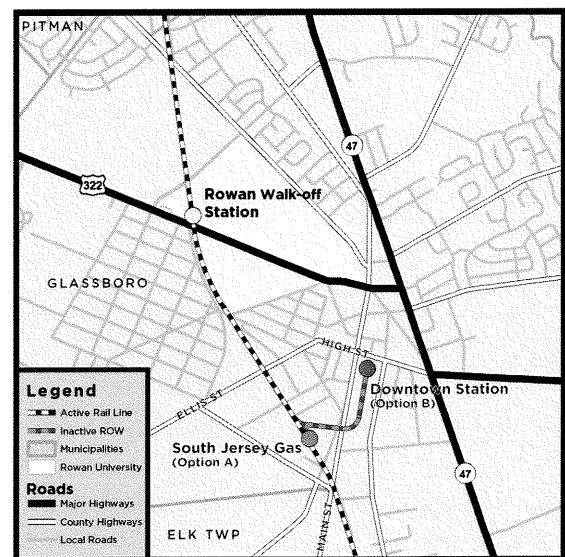 PITMAN
47
322
Rowan Walk-off
Station
GLASSBORO
HIGH ST
ELLIS ST
Downtown Station
(Option B)
South Jersey Gas
(Option A)
47
MAIN ST
ELK TWP
Legend
Active Rail Line
Inactive ROW
Municipalities
Rowan University
Roads
Major Highways
County Highways
Local Roads